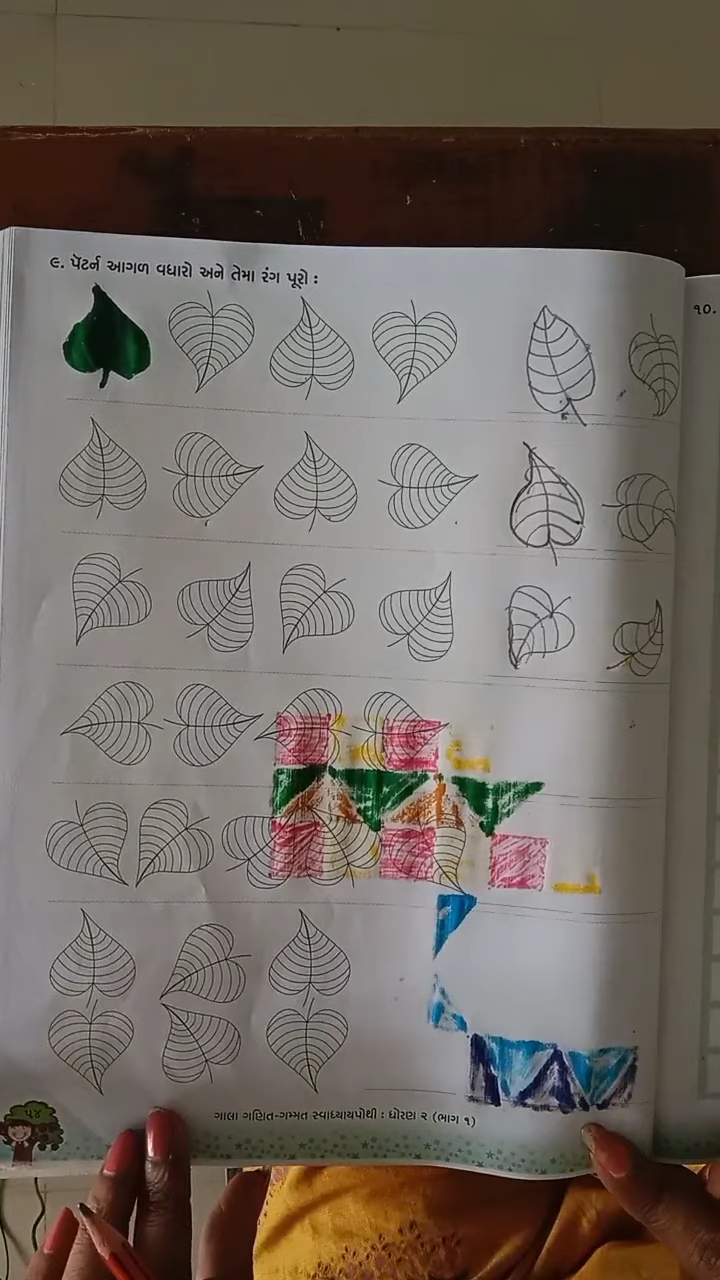 ૯. પૅટર્ન આગળ વધારો અને તેમા રંગ પૂરો :
૧૦.
૫૪
ગાલા ગણિત-ગમ્મત સ્વાધ્યાયપોથી : ધોરણ ૨ (ભાગ ૧)